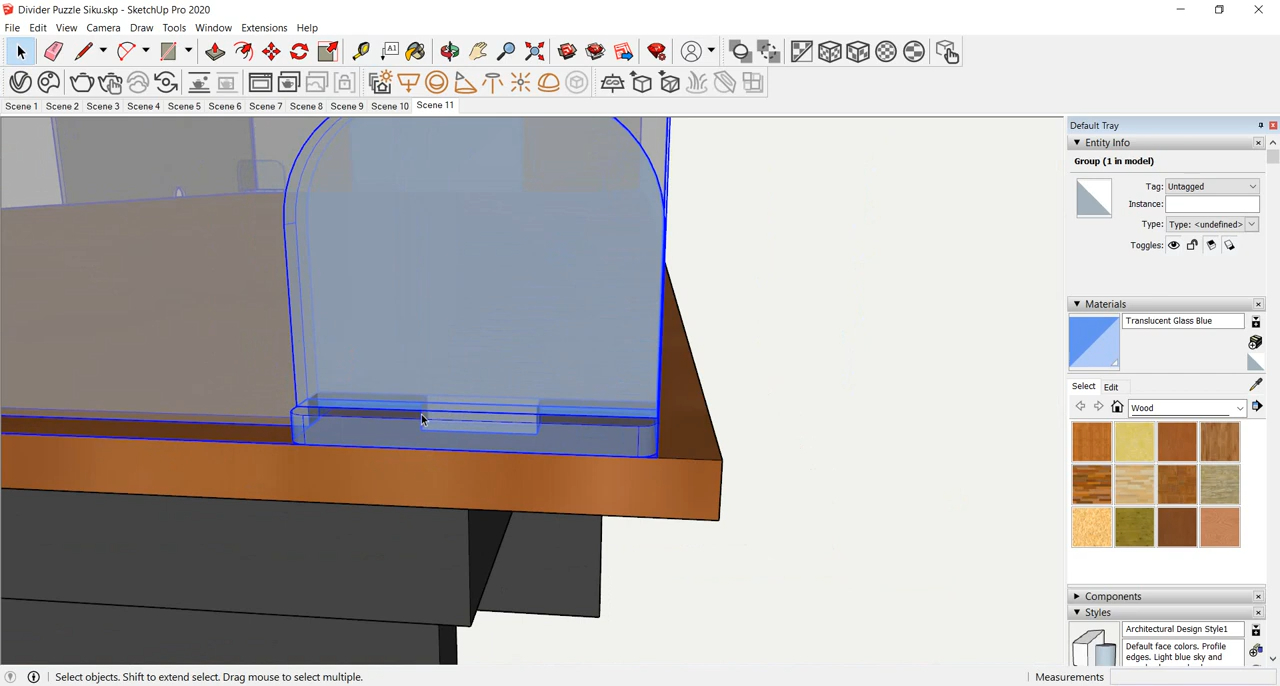 Divider Puzzle Siku.skp - SketchUp Pro 2020
File Edit View Camera Draw Tools Window Extensions Help
Scene 1 Scene 2 Scene 3 Scene 4 Scene 5 Scene 6 Scene 7 Scene 8 Scene 9 Scene 10 Scene 11
Default Tray
Entity Info
Group (1 in model)
Tag: Untagged
Instance:
Type: Type: <undefined>
Toggles:
Materials
Translucent Glass Blue
Select Edit
Wood
Components
Styles
Architectural Design Style1
Default face colors. Profile
edges. Light blue sky and
Select objects. Shift to extend select. Drag mouse to select multiple.
Measurements